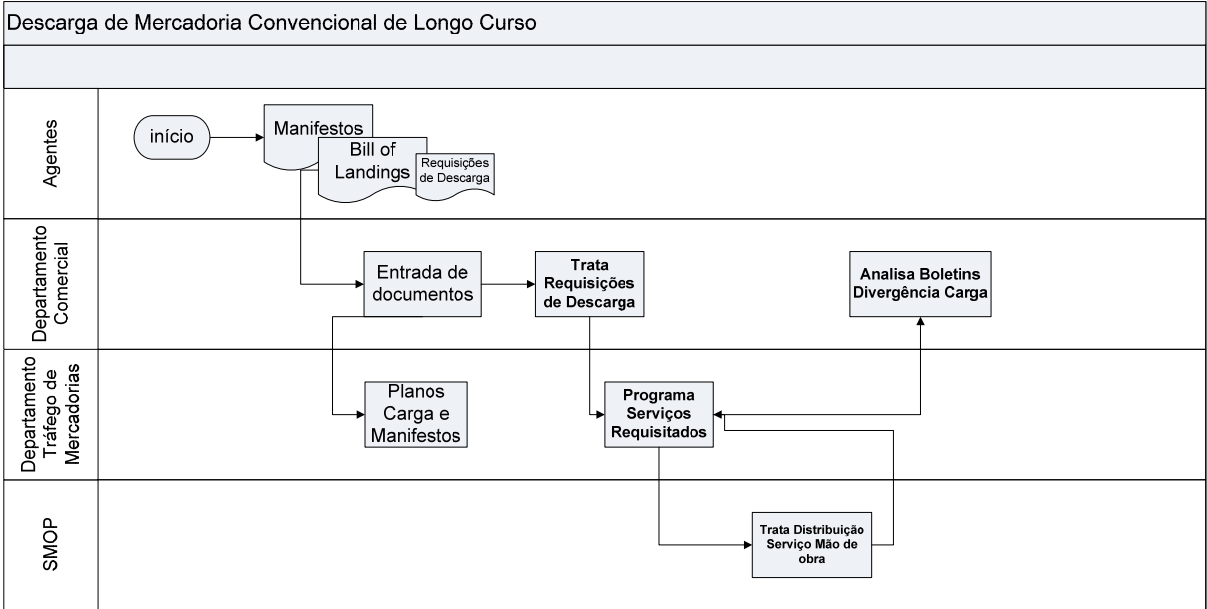 Descarga de Mercadoria Convencional de Longo Curso
Agentes
início
Manifestos
Bill of
Landings
Requisições
de Descarga
Departamento
Comercial
Entrada de
documentos
Trata
Requisições
de Descarga
Analisa Boletins
Divergência Carga
Departamento
Tráfego de
Mercadorias
Planos
Carga e
Manifestos
Programa
Serviços
Requisitados
SMOP
Trata Distribuição
Serviço Mão de
obra